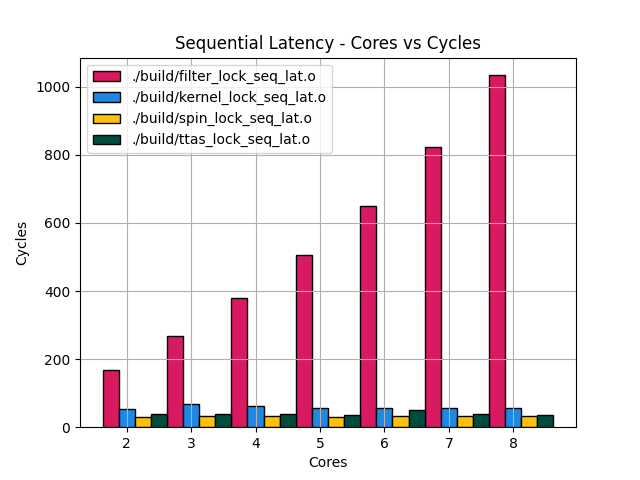 Sequential Latency - Cores vs Cycles
./build/filter_lock_seq_lat.o
./build/kernel_lock_seq_lat.o
./build/spin_lock_seq_lat.o
./build/ttas_lock_seq_lat.o
Cycles
1000
800
600
400
200
0
2 3 4 5 6 7 8
Cores